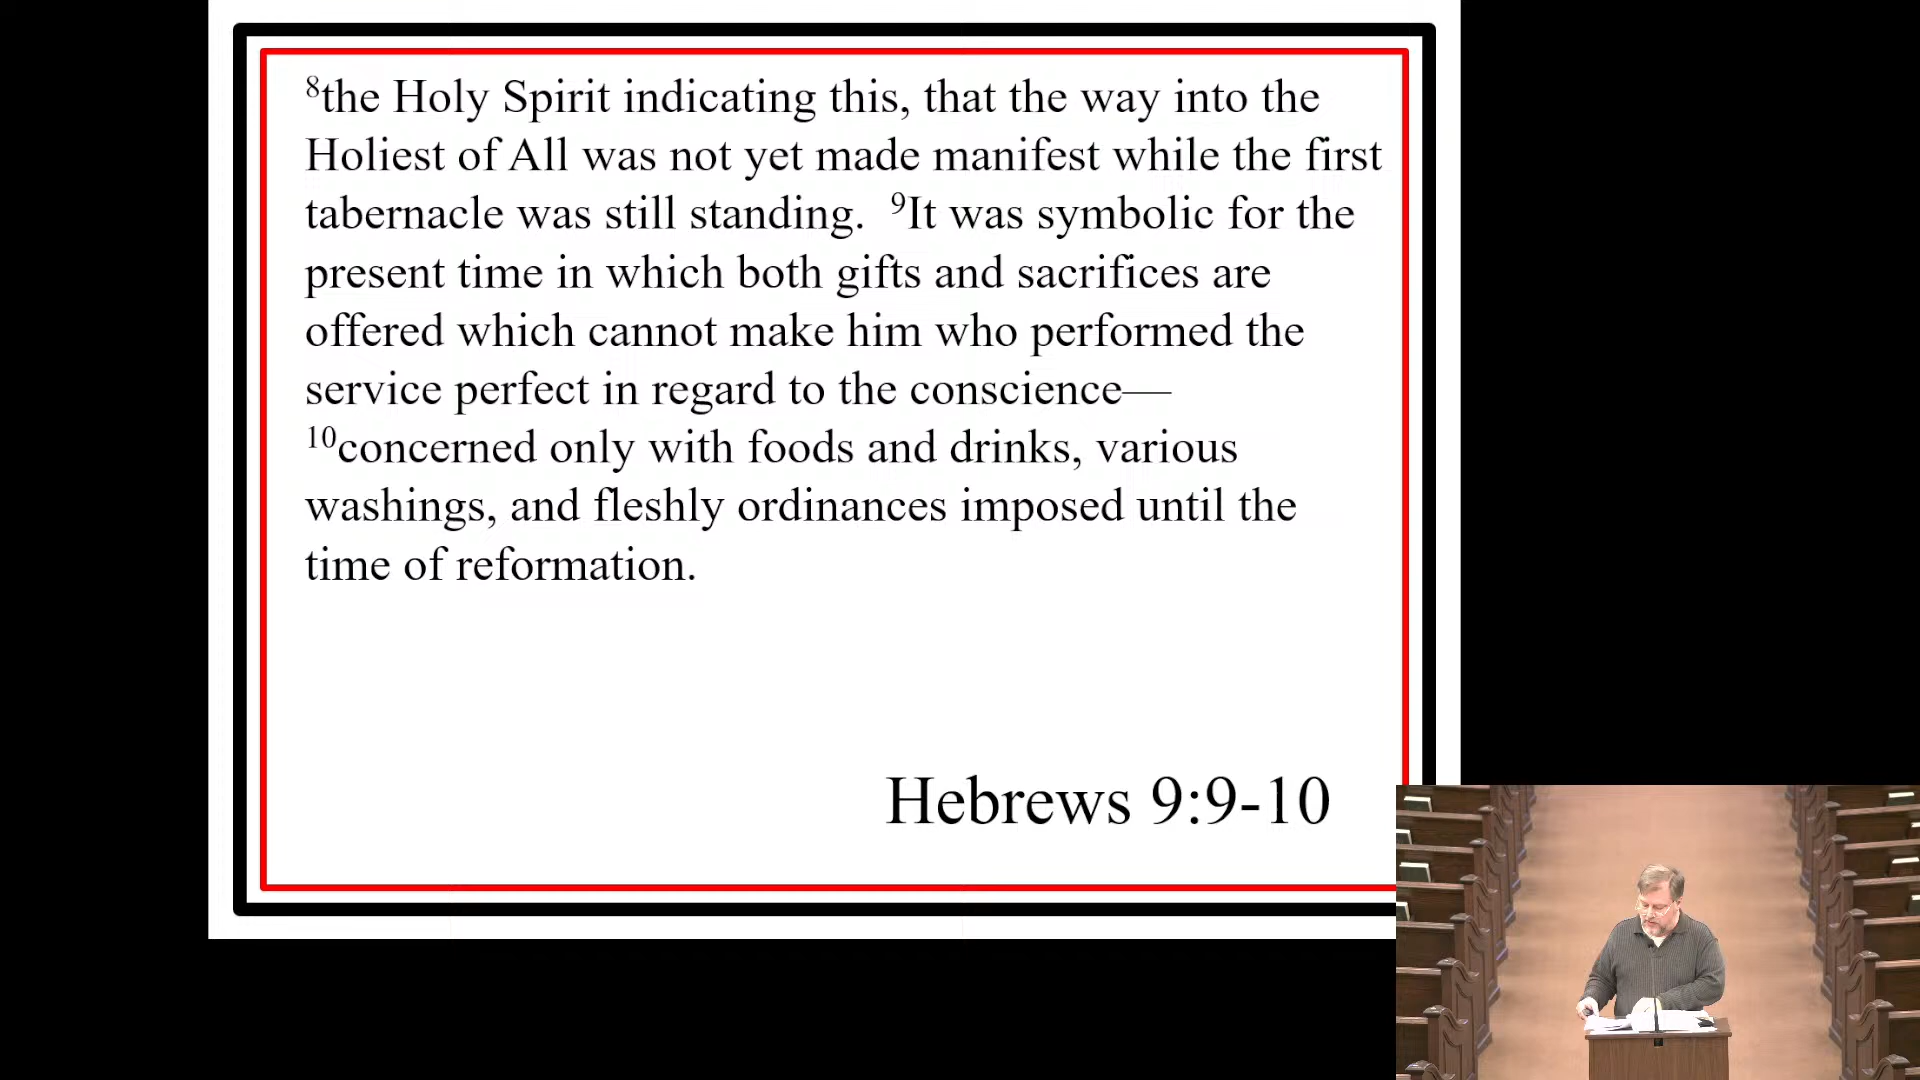 ⁸the Holy Spirit indicating this, that the way into the
Holiest of All was not yet made manifest while the first
tabernacle was still standing.  ⁹It was symbolic for the
present time in which both gifts and sacrifices are
offered which cannot make him who performed the
service perfect in regard to the conscience—
¹⁰concerned only with foods and drinks, various
washings, and fleshly ordinances imposed until the
time of reformation.
Hebrews 9:9-10